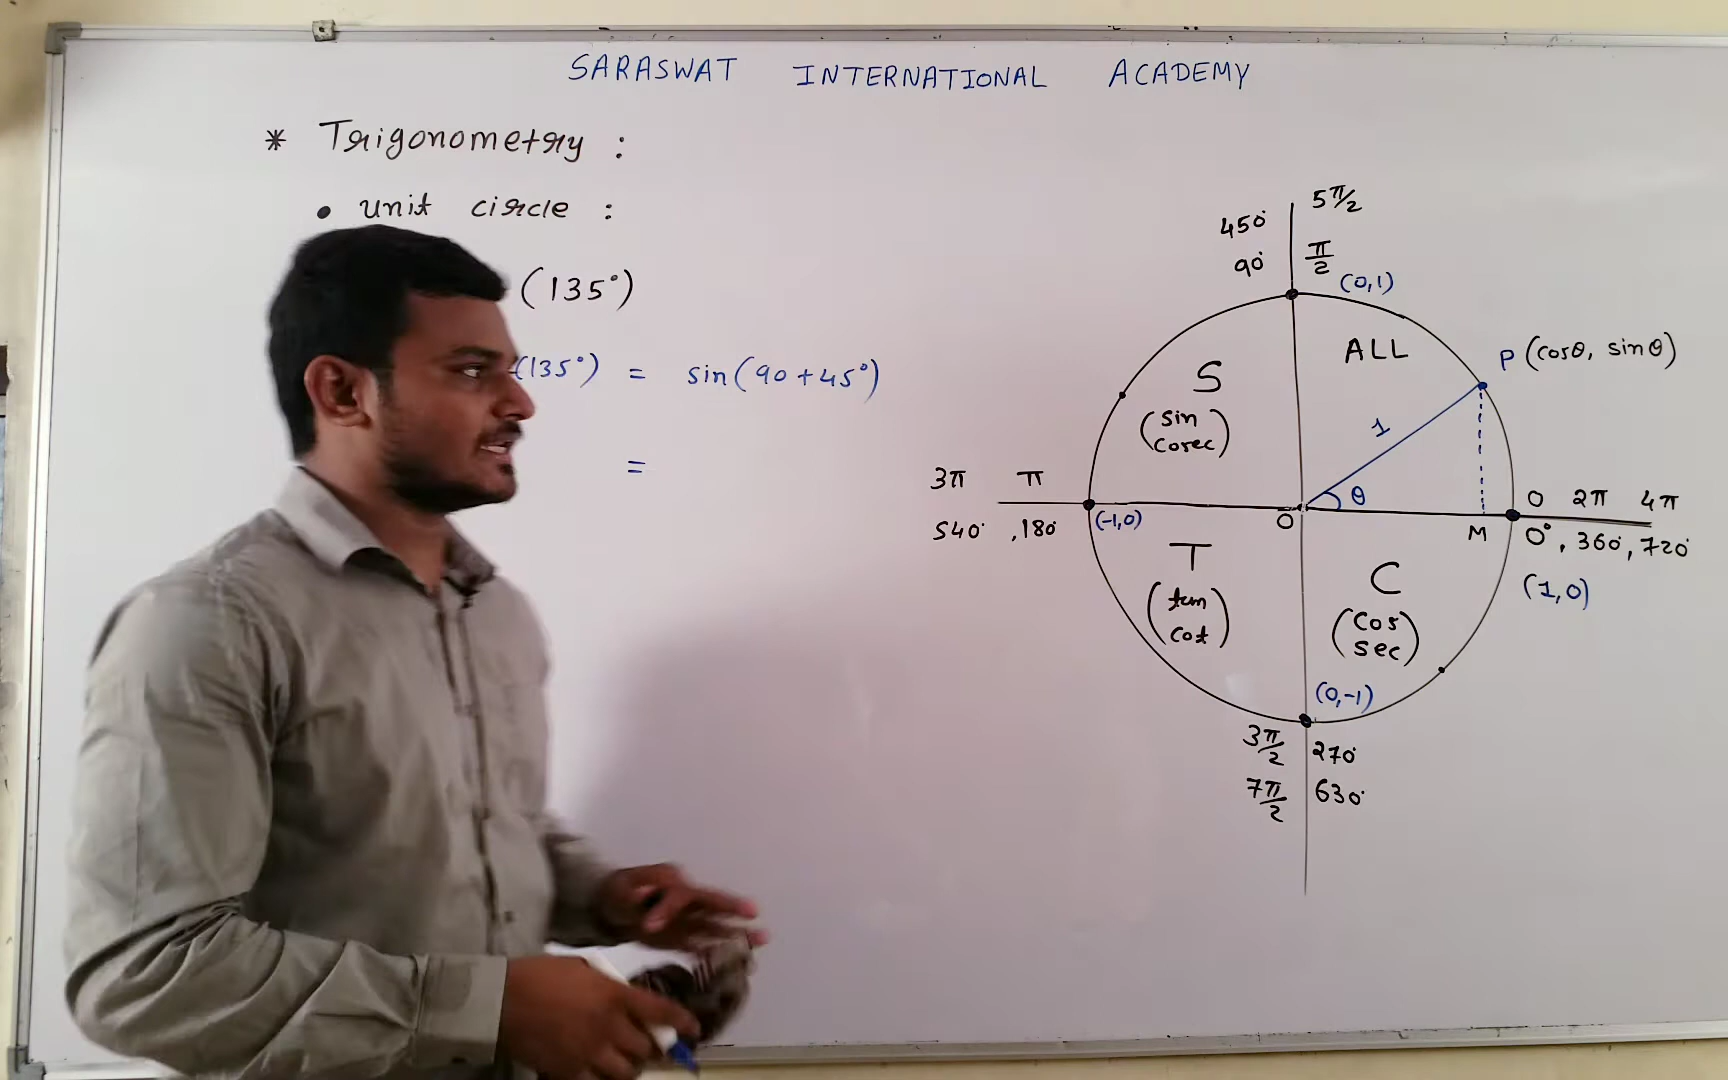 SARASWAT INTERNATIONAL ACADEMY
* Trigonometry :
• unit circle :
(135°)
(135°) = sin(90+45°)
=
450° 5π/2
90° π/2
(0,1)
ALL
P (cosθ, sinθ)
S
(sin
cosec)
1
θ
3π π
540°, 180°
(-1,0)
O
M
0 2π 4π
0°, 360°, 720°
(1,0)
T
(tan
cot)
C
(cos
sec)
(0,-1)
3π/2 270°
7π/2 630°